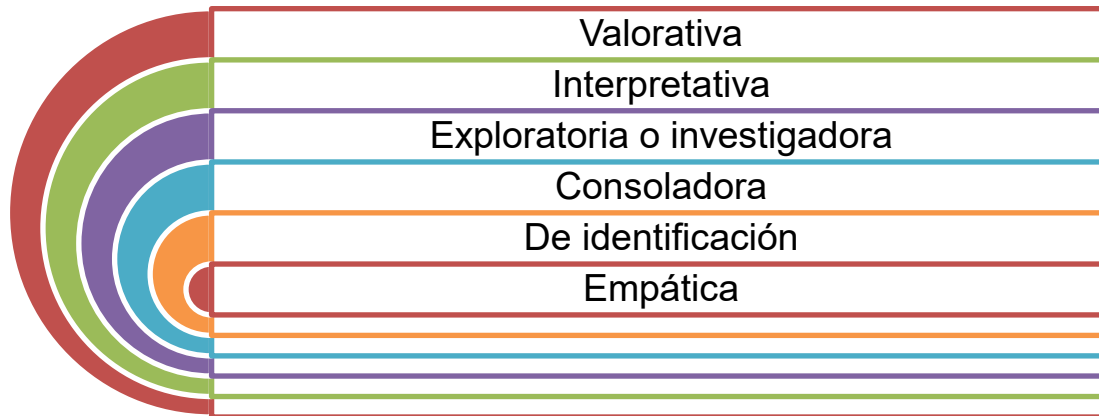 Valorativa
Interpretativa
Exploratoria o investigadora
Consoladora
De identificación
Empática